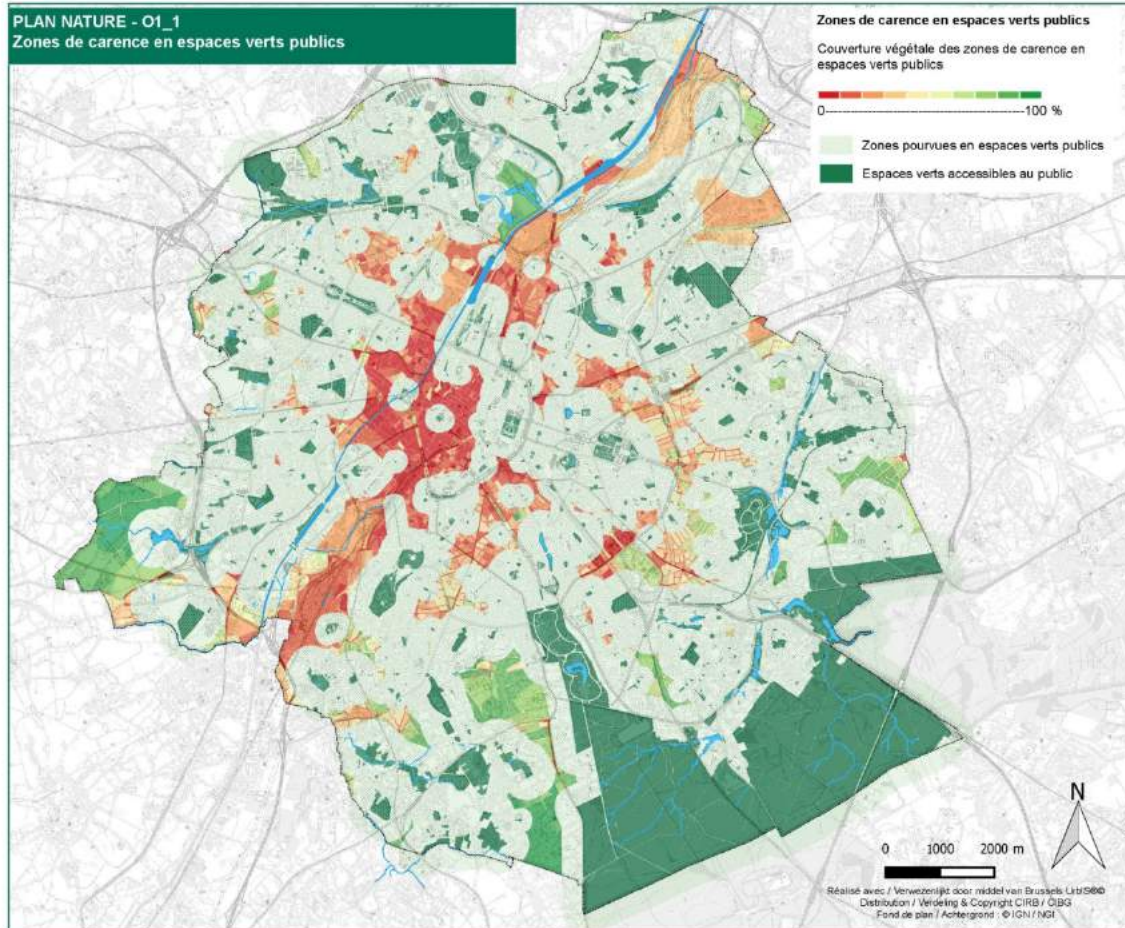 PLAN NATURE - O1_1
Zones de carence en espaces verts publics
Zones de carence en espaces verts publics
Couverture végétale des zones de carence en
espaces verts publics
0-----------------------100 %
Zones pourvues en espaces verts publics
Espaces verts accessibles au public
N
0 1000 2000 m
Réalisé avec / Verwezenlijkt door middel van Brussels UrbIS®©
Distribution / Verdeling & Copyright CIRB / CIBG
Fond de plan / Achtergrond : © IGN / NGI